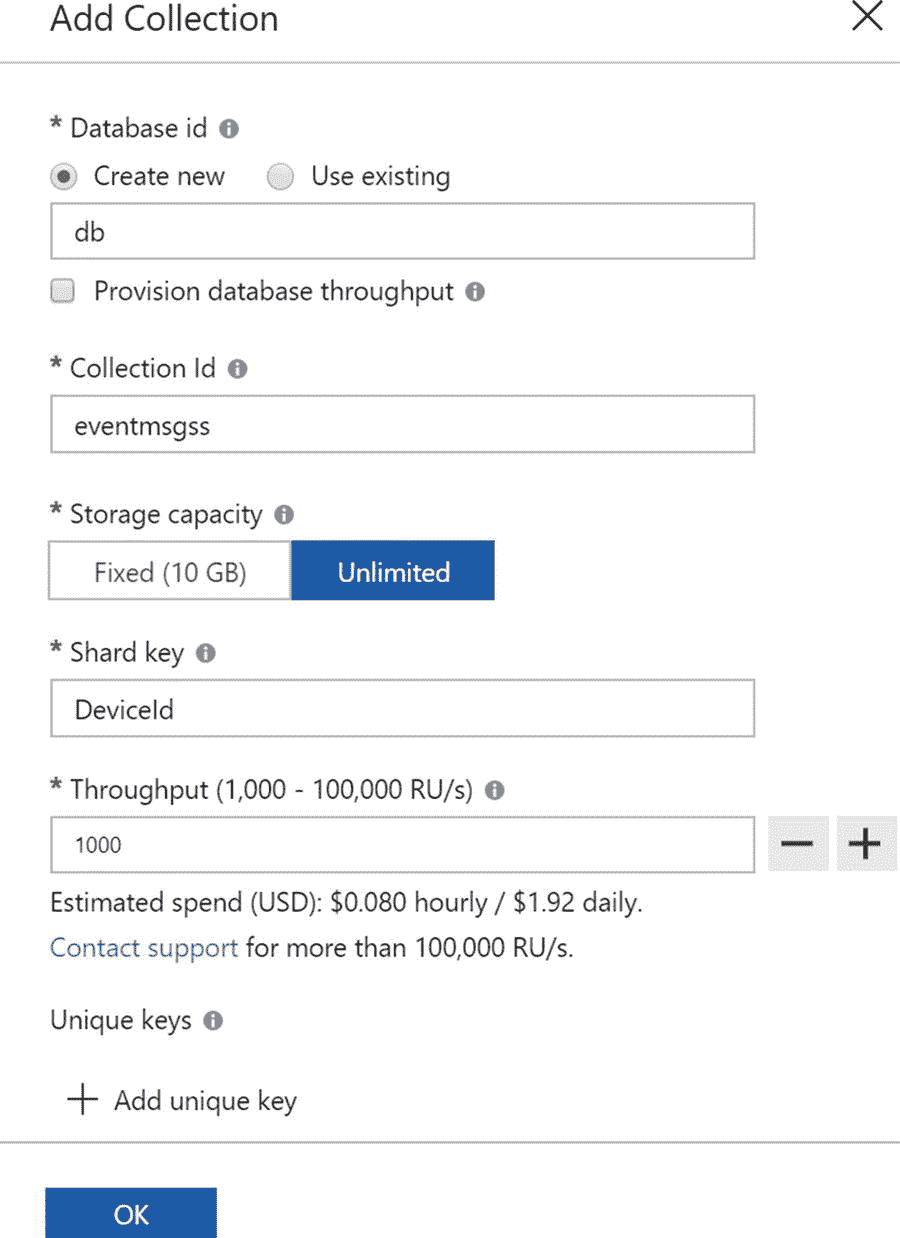 Add Collection
* Database id
Create new Use existing
db
Provision database throughput
* Collection Id
eventmsgss
* Storage capacity
Fixed (10 GB) Unlimited
* Shard key
DeviceId
* Throughput (1,000 - 100,000 RU/s)
1000
Estimated spend (USD): $0.080 hourly / $1.92 daily.
Contact support for more than 100,000 RU/s.
Unique keys
Add unique key
OK